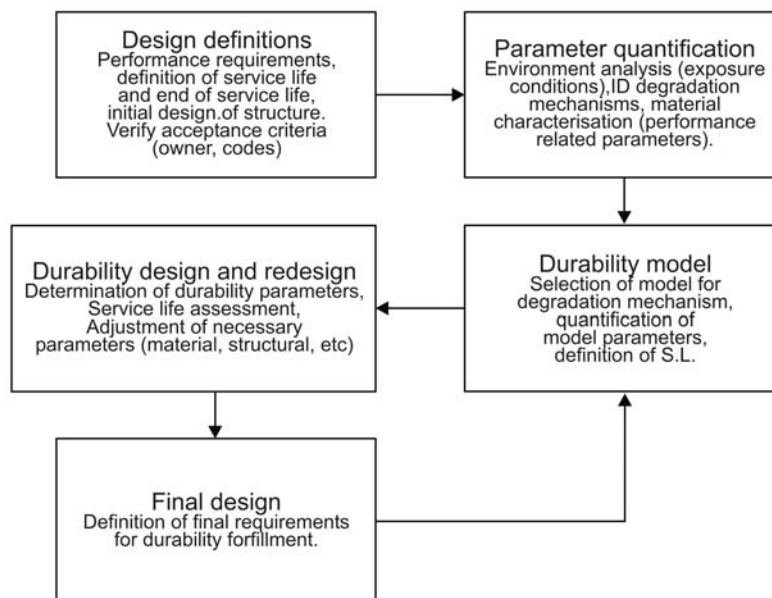 Design definitions
Performance requirements,
definition of service life
and end of service life,
initial design.of structure.
Verify acceptance criteria
(owner, codes)
Parameter quantification
Environment analysis (exposure
conditions),ID degradation
mechanisms, material
characterisation (performance
related parameters).
Durability design and redesign
Determination of durability parameters,
Service life assessment,
Adjustment of necessary
parameters (material, structural, etc)
Durability model
Selection of model for
degradation mechanism,
quantification of
model parameters,
definition of S.L.
Final design
Definition of final requirements
for durability forfillment.